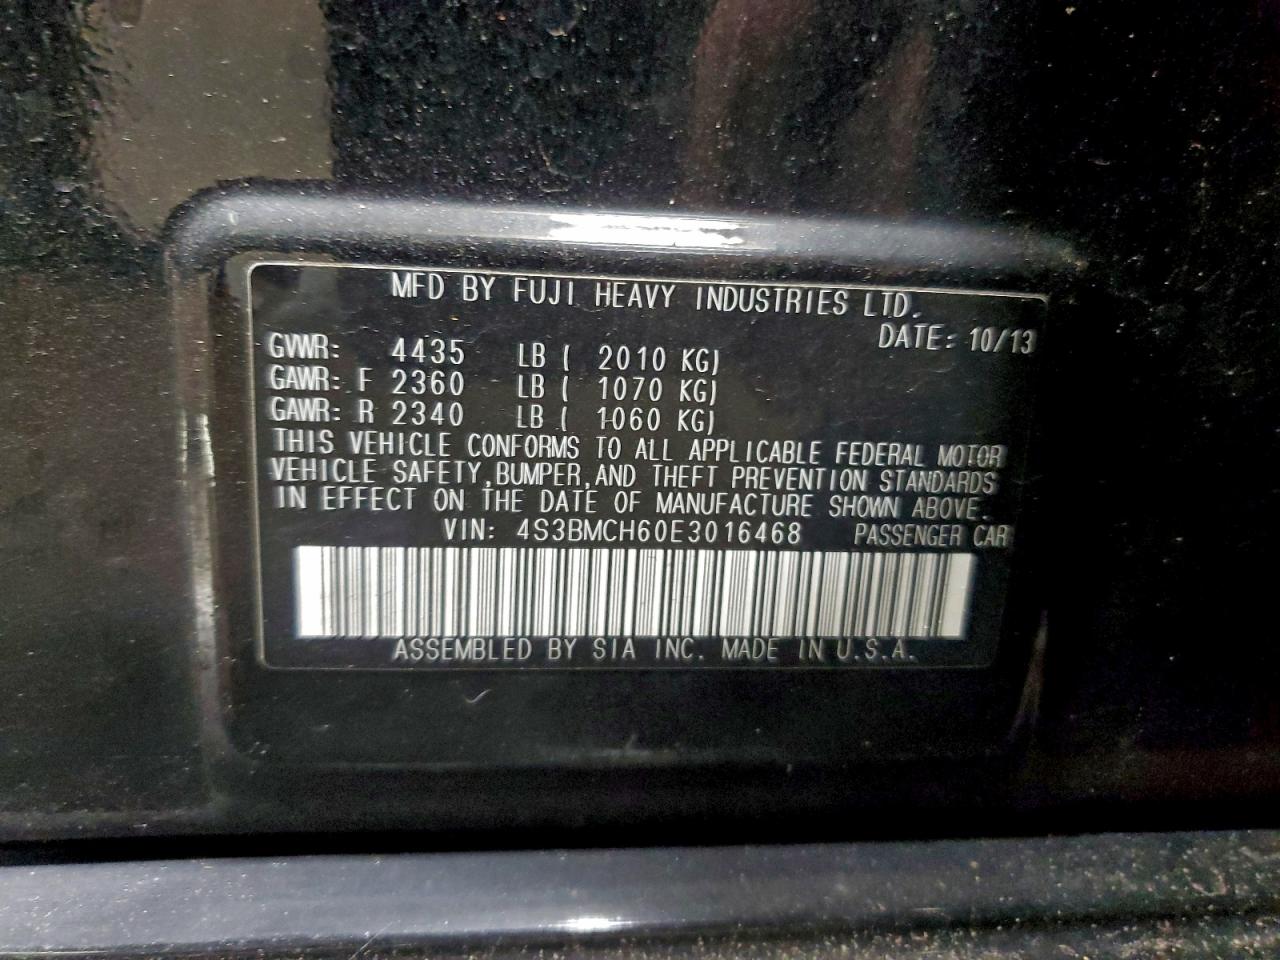 MFD BY FUJI HEAVY INDUSTRIES LTD.
DATE: 10/13
GVWR: 4435 LB ( 2010 KG)
GAWR: F 2360 LB ( 1070 KG)
GAWR: R 2340 LB ( 1060 KG)
THIS VEHICLE CONFORMS TO ALL APPLICABLE FEDERAL MOTOR
VEHICLE SAFETY, BUMPER, AND THEFT PREVENTION STANDARDS
IN EFFECT ON THE DATE OF MANUFACTURE SHOWN ABOVE.
VIN: 4S3BMCH60E3016468 PASSENGER CAR
ASSEMBLED BY SIA INC. MADE IN U.S.A.